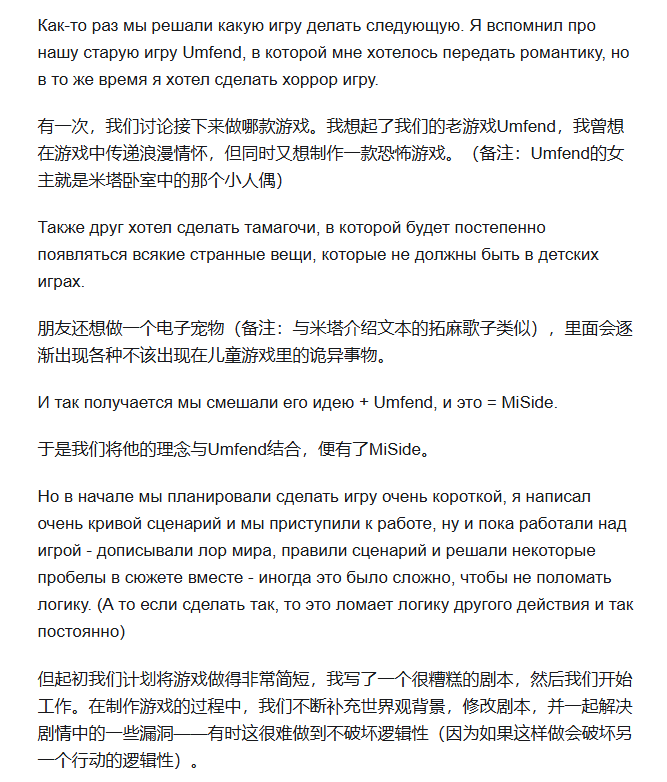 Как-то раз мы решали какую игру делать следующую. Я вспомнил про
нашу старую игру Umfend, в которой мне хотелось передать романтику, но
в то же время я хотел сделать хоррор игру.
有一次，我们讨论接下来做哪款游戏。我想起了我们的老游戏Umfend，我曾想
在游戏中传递浪漫情怀，但同时又想制作一款恐怖游戏。（备注：Umfend的女
主就是米塔卧室中的那个小人偶）
Также друг хотел сделать тамагочи, в которой будет постепенно
появляться всякие странные вещи, которые не должны быть в детских
играх.
朋友还想做一个电子宠物（备注：与米塔介绍文本的拓麻歌子类似），里面会逐
渐出现各种不该出现在儿童游戏里的诡异事物。
И так получается мы смешали его идею + Umfend, и это = MiSide.
于是我们将他的理念与Umfend结合，便有了MiSide。
Но в начале мы планировали сделать игру очень короткой, я написал
очень кривой сценарий и мы приступили к работе, ну и пока работали над
игрой - дописывали лор мира, правили сценарий и решали некоторые
пробелы в сюжете вместе - иногда это было сложно, чтобы не поломать
логику. (А то если сделать так, то это ломает логику другого действия и так
постоянно)
但起初我们计划将游戏做得非常简短，我写了一个很糟糕的剧本，然后我们开始
工作。在制作游戏的过程中，我们不断补充世界观背景，修改剧本，并一起解决
剧情中的一些漏洞——有时这很难做到不破坏逻辑性（因为如果这样做会破坏另
一个行动的逻辑性）。